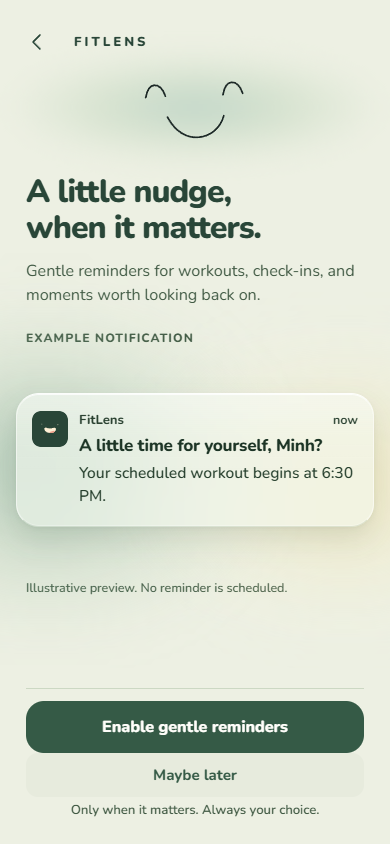 FITLENS
A little nudge,
when it matters.
Gentle reminders for workouts, check-ins, and
moments worth looking back on.
EXAMPLE NOTIFICATION
FitLens now
A little time for yourself, Minh?
Your scheduled workout begins at 6:30
PM.
Illustrative preview. No reminder is scheduled.
Enable gentle reminders
Maybe later
Only when it matters. Always your choice.